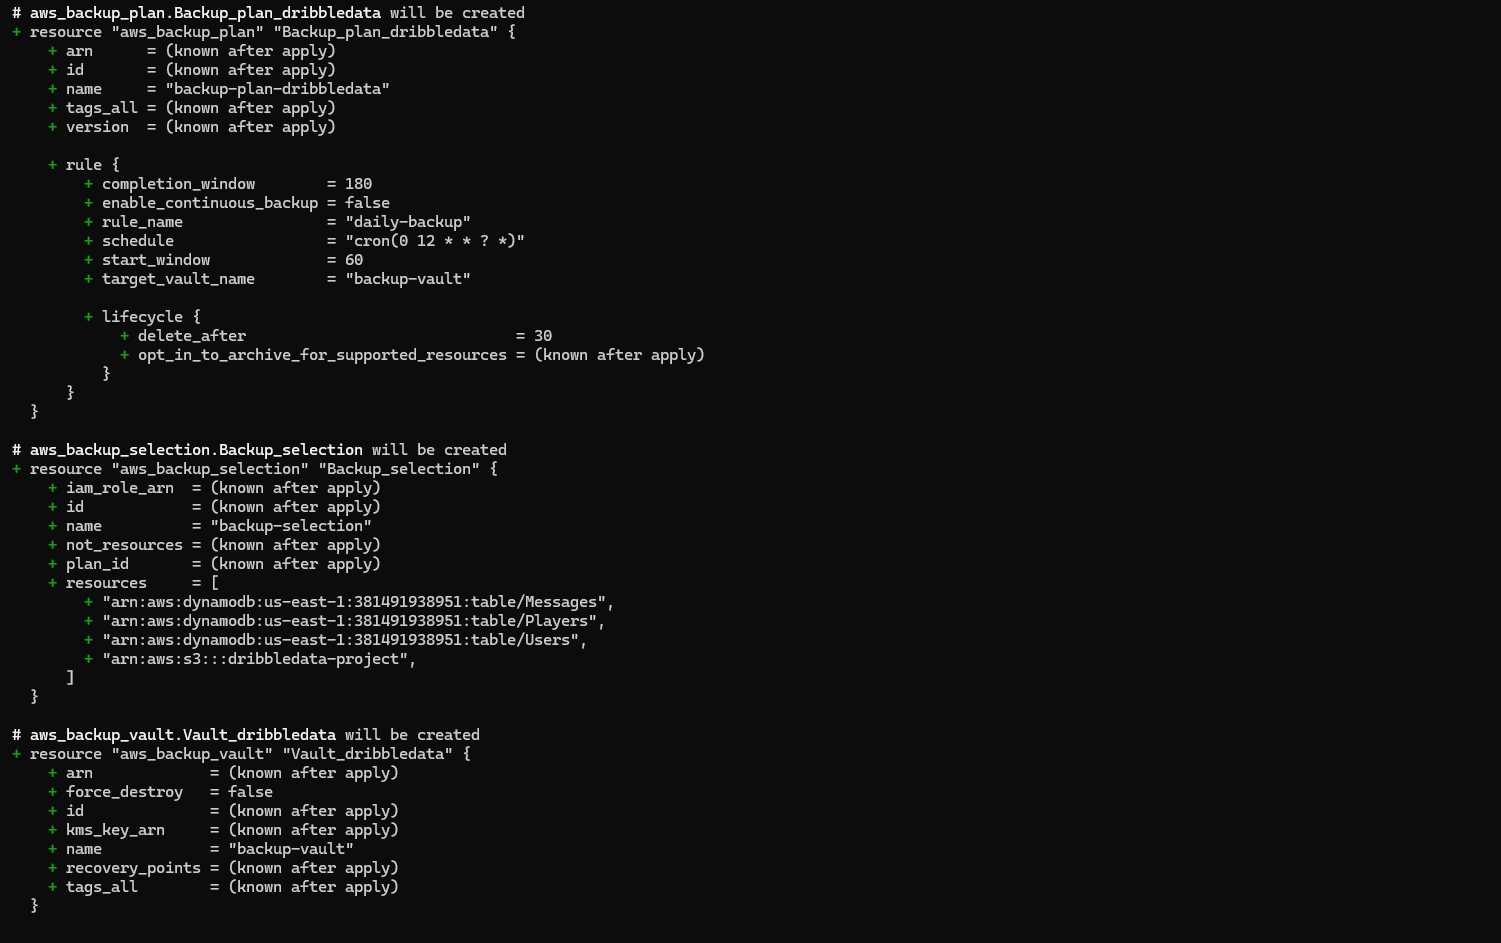 # aws_backup_plan.Backup_plan_dribbledata will be created
+ resource "aws_backup_plan" "Backup_plan_dribbledata" {
    + arn      = (known after apply)
    + id       = (known after apply)
    + name     = "backup-plan-dribbledata"
    + tags_all = (known after apply)
    + version  = (known after apply)

    + rule {
        + completion_window        = 180
        + enable_continuous_backup = false
        + rule_name                = "daily-backup"
        + schedule                 = "cron(0 12 * * ? *)"
        + start_window             = 60
        + target_vault_name        = "backup-vault"

        + lifecycle {
            + delete_after                              = 30
            + opt_in_to_archive_for_supported_resources = (known after apply)
          }
      }
  }

# aws_backup_selection.Backup_selection will be created
+ resource "aws_backup_selection" "Backup_selection" {
    + iam_role_arn  = (known after apply)
    + id            = (known after apply)
    + name          = "backup-selection"
    + not_resources = (known after apply)
    + plan_id       = (known after apply)
    + resources     = [
        + "arn:aws:dynamodb:us-east-1:381491938951:table/Messages",
        + "arn:aws:dynamodb:us-east-1:381491938951:table/Players",
        + "arn:aws:dynamodb:us-east-1:381491938951:table/Users",
        + "arn:aws:s3:::dribbledata-project",
      ]
  }

# aws_backup_vault.Vault_dribbledata will be created
+ resource "aws_backup_vault" "Vault_dribbledata" {
    + arn             = (known after apply)
    + force_destroy   = false
    + id              = (known after apply)
    + kms_key_arn     = (known after apply)
    + name            = "backup-vault"
    + recovery_points = (known after apply)
    + tags_all        = (known after apply)
  }